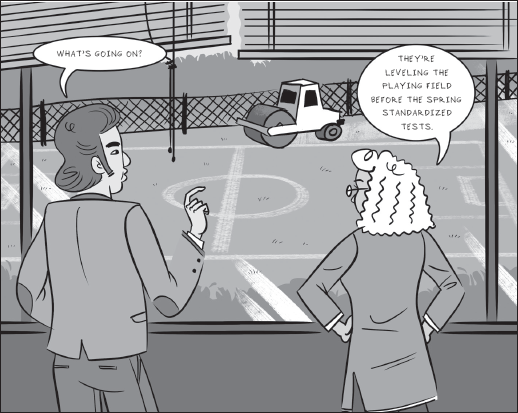 WHAT'S GOING ON?
THEY'RE
LEVELING THE
PLAYING FIELD
BEFORE THE SPRING
STANDARDIZED
TESTS.